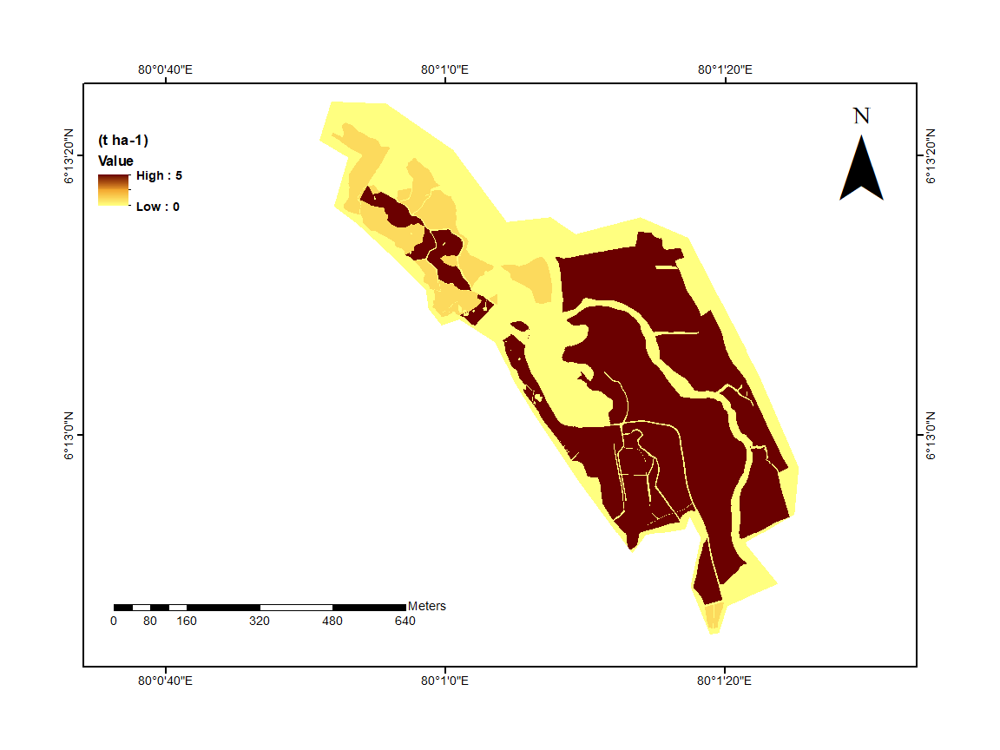 80°0'40"E 80°1'0"E 80°1'20"E
N
6°13'20"N 6°13'20"N
(t ha-1)
Value
High : 5
Low : 0
6°13'0"N 6°13'0"N
Meters
0 80 160 320 480 640
80°0'40"E 80°1'0"E 80°1'20"E